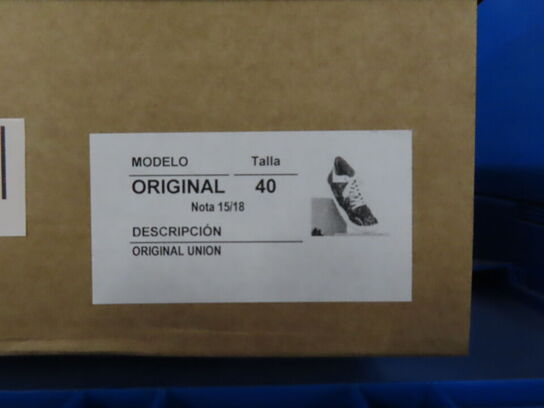 MODELO Talla
ORIGINAL 40
Nota 15/18
DESCRIPCIÓN
ORIGINAL UNION